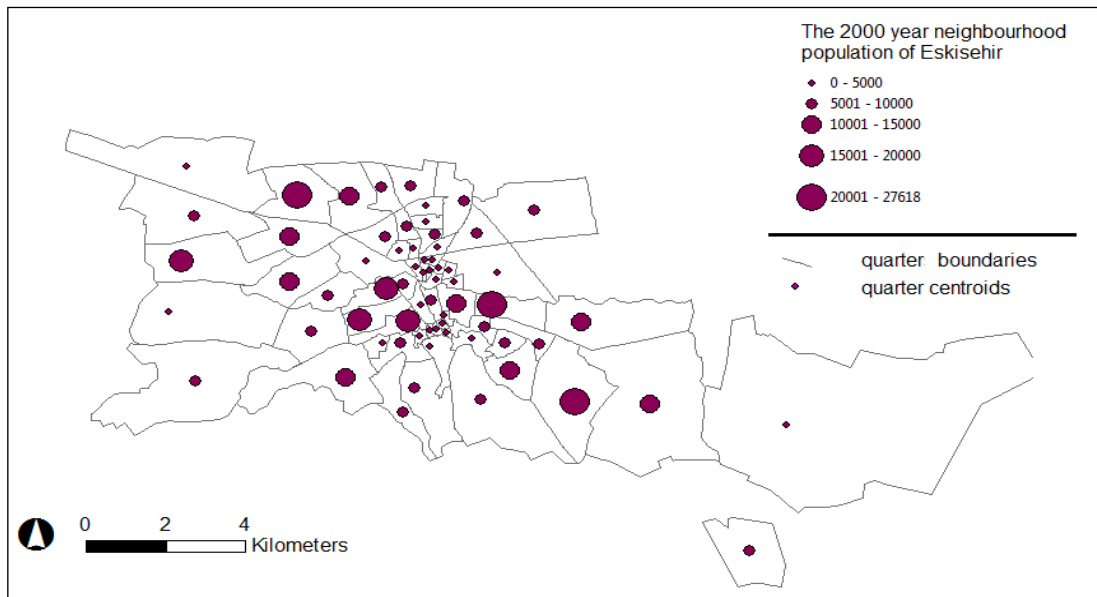 The 2000 year neighbourhood
population of Eskisehir
0 - 5000
5001 - 10000
10001 - 15000
15001 - 20000
20001 - 27618
quarter boundaries
quarter centroids
0 2 4
Kilometers